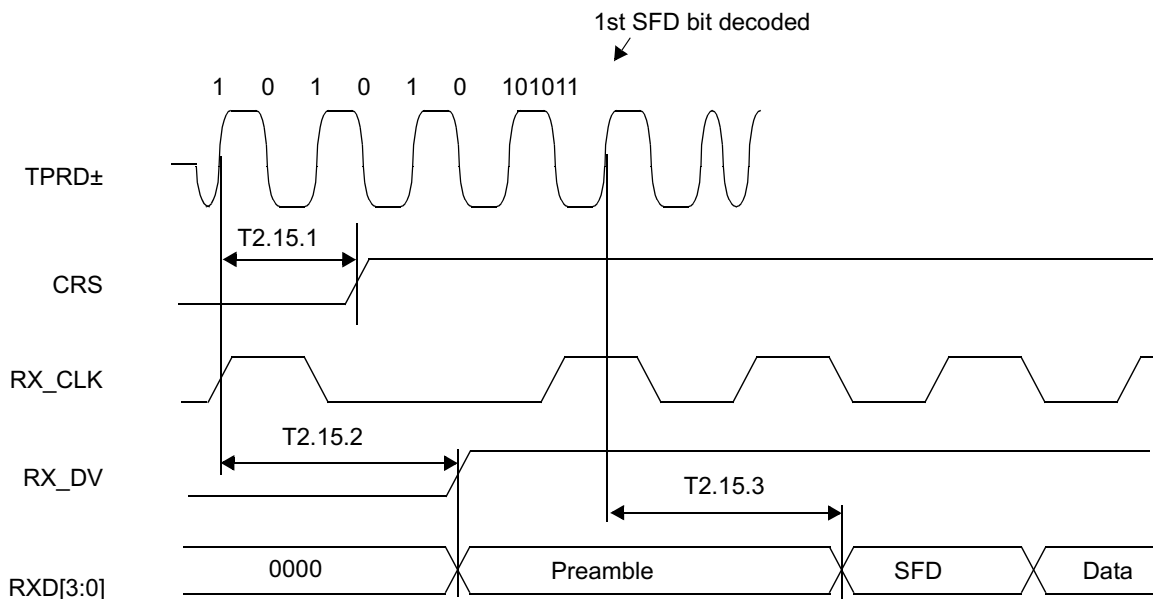 1st SFD bit decoded
1 0 1 0 1 0 101011
TPRD±
T2.15.1
CRS
RX_CLK
T2.15.2
RX_DV
T2.15.3
RXD[3:0]
0000 Preamble SFD Data